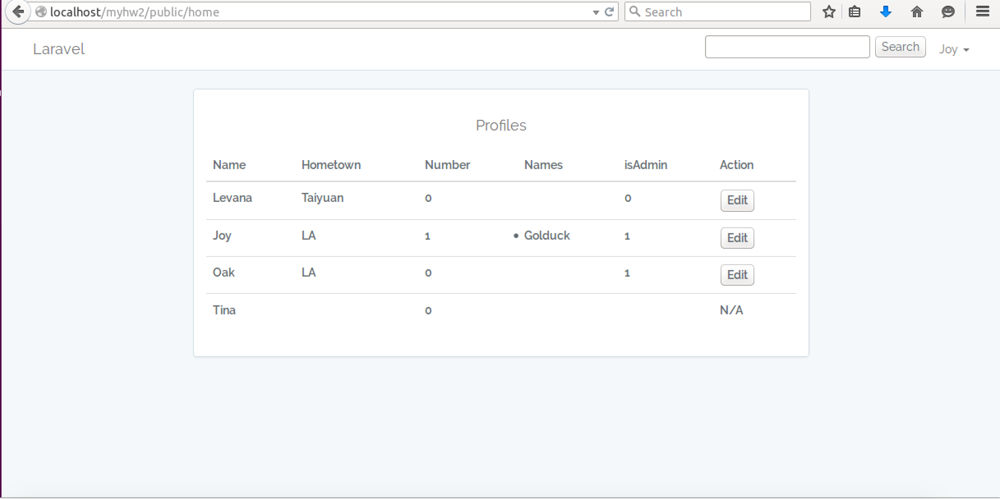 localhost/myhw2/public/home Search
Laravel Search Joy
Profiles
Name Hometown Number Names isAdmin Action
Levana Taiyuan 0 0 Edit
Joy LA 1 • Golduck 1 Edit
Oak LA 0 1 Edit
Tina 0 N/A